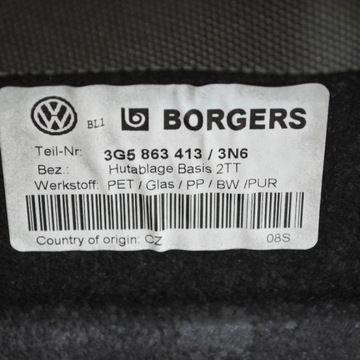 BL1 BORGERS
Teil-Nr: 3G5 863 413 / 3N6
Bez.: Hutablage Basis 2TT
Werkstoff: PET / Glas / PP / BW /PUR
Country of origin: CZ 08S